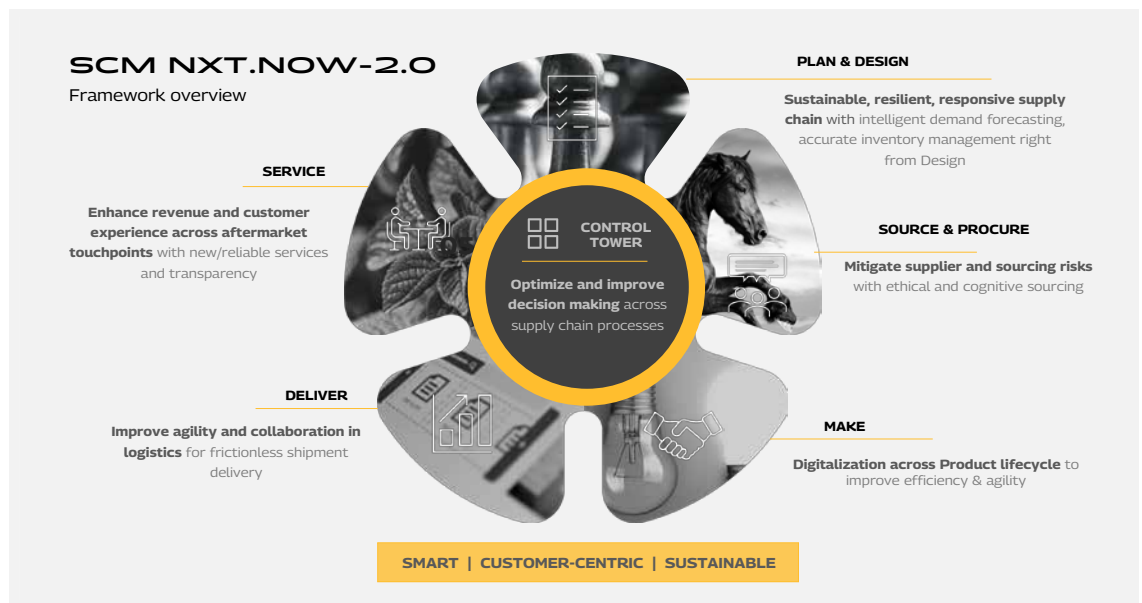 SCM NXT.NOW-2.0
Framework overview
PLAN & DESIGN
Sustainable, resilient, responsive supply
chain with intelligent demand forecasting,
accurate inventory management right
from Design
SOURCE & PROCURE
Mitigate supplier and sourcing risks
with ethical and cognitive sourcing
MAKE
Digitalization across Product lifecycle to
improve efficiency & agility
DELIVER
Improve agility and collaboration in
logistics for frictionless shipment
delivery
SERVICE
Enhance revenue and customer
experience across aftermarket
touchpoints with new/reliable services
and transparency
CONTROL
TOWER
Optimize and improve
decision making across
supply chain processes
SMART | CUSTOMER-CENTRIC | SUSTAINABLE